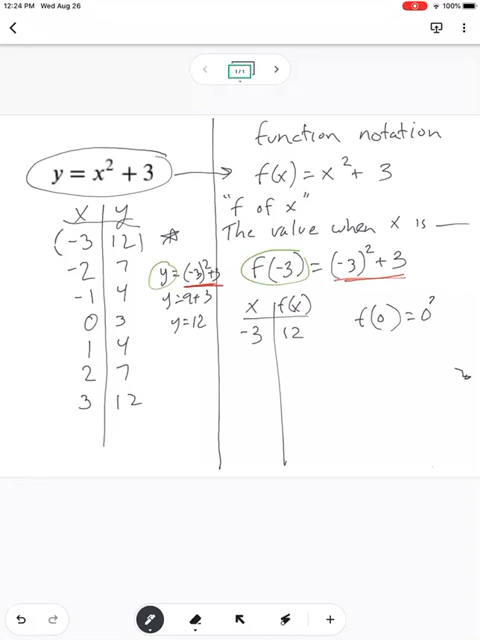 12:24 PM Wed Aug 26
100%
1/1
y = x² + 3
x y
(-3 12) *
-2 7
-1 4
0 3
1 4
2 7
3 12
y = (-3)² + 3
y = 9 + 3
y = 12
function notation
f(x) = x² + 3
"f of x"
The value when x is __
f(-3) = (-3)² + 3
x f(x)
-3 12
f(0) = 0²